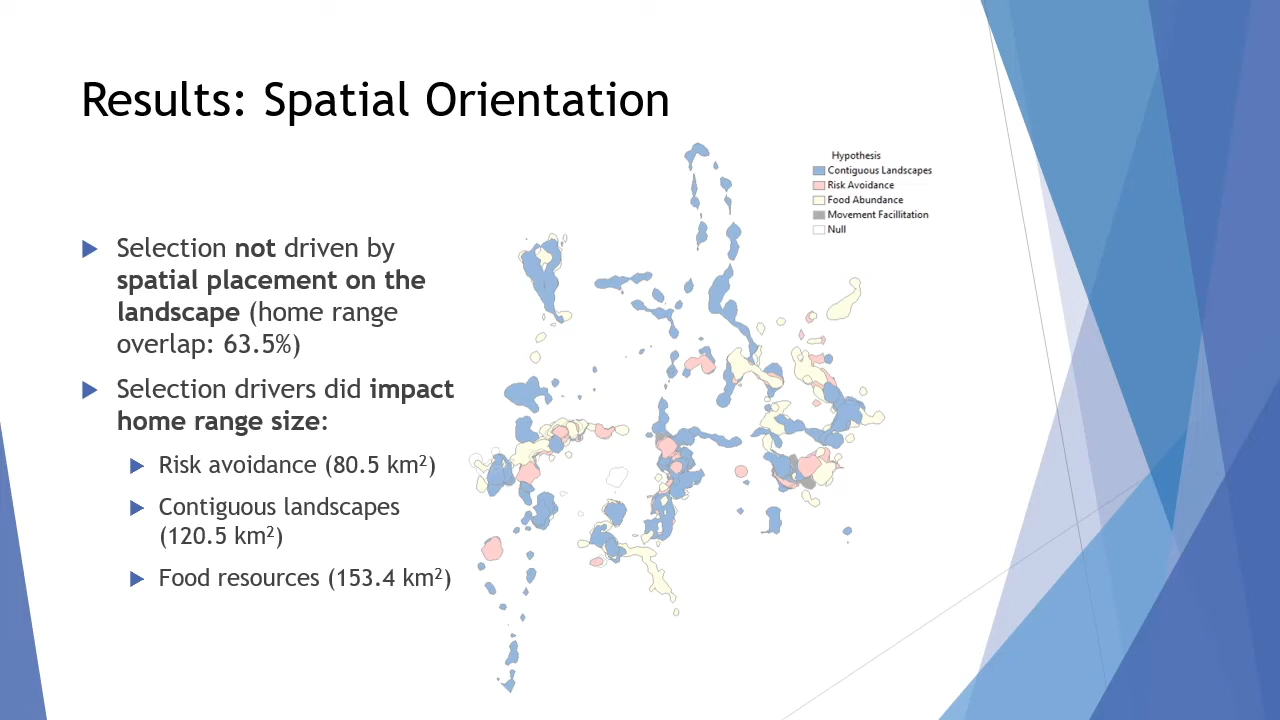 Results: Spatial Orientation
Hypothesis
Contiguous Landscapes
Risk Avoidance
Food Abundance
Movement Facillitation
Null
Selection not driven by
spatial placement on the
landscape (home range
overlap: 63.5%)
Selection drivers did impact
home range size:
Risk avoidance (80.5 km²)
Contiguous landscapes
(120.5 km²)
Food resources (153.4 km²)